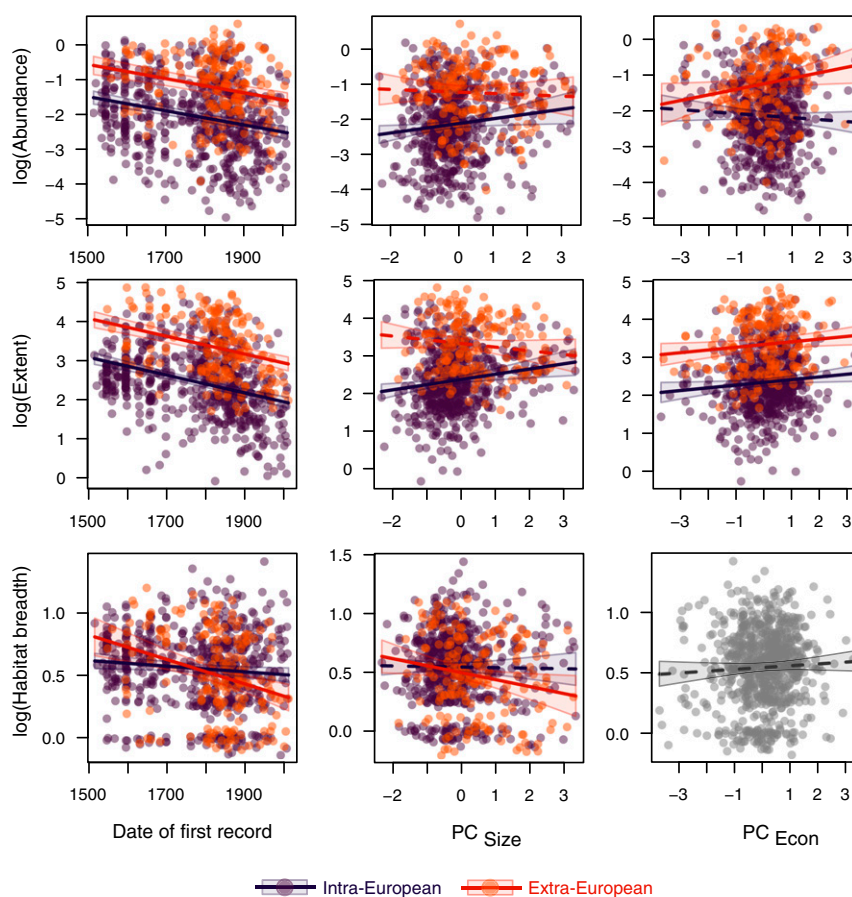 log(Abundance)
0
−1
−2
−3
−4
−5
1500 1700 1900
0
−1
−2
−3
−4
−5
−2 0 1 2 3
0
−1
−2
−3
−4
−5
−3 −1 0 1 2 3
log(Extent)
5
4
3
2
1
0
1500 1700 1900
5
4
3
2
1
0
−2 0 1 2 3
5
4
3
2
1
0
−3 −1 0 1 2 3
log(Habitat breadth)
1.0
0.5
0.0
1500 1700 1900
Date of first record
1.5
1.0
0.5
0.0
−2 0 1 2 3
PC Size
1.0
0.5
0.0
−3 −1 0 1 2 3
PC Econ
Intra-European Extra-European